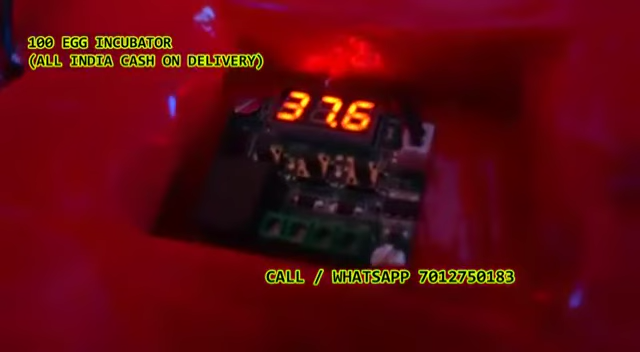 100 EGG INCUBATOR
(ALL INDIA CASH ON DELIVERY)
37.6
CALL / WHATSAPP 7012750183